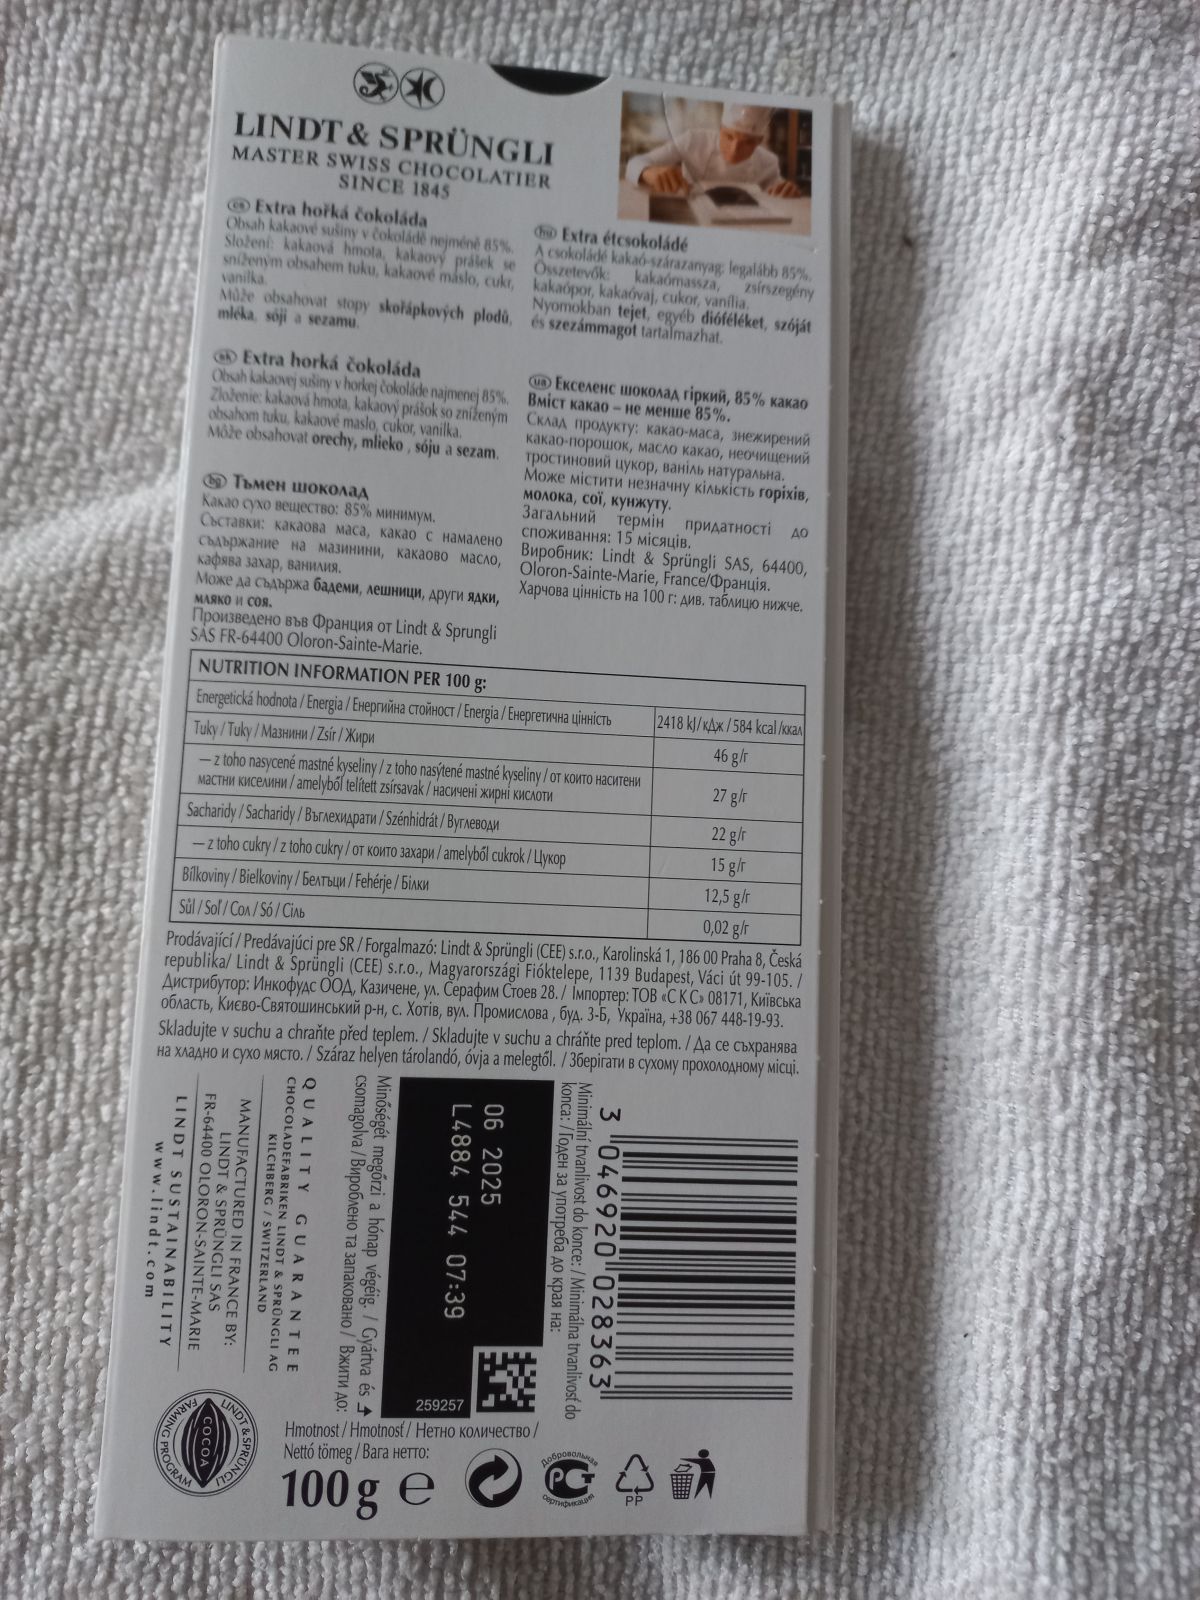 LINDT & SPRÜNGLI
MASTER SWISS CHOCOLATIER
SINCE 1845
cs Extra hořká čokoláda
Obsah kakaové sušiny v čokoládě nejméně 85%.
Složení: kakaová hmota, kakaový prášek se
sníženým obsahem tuku, kakaové máslo, cukr,
vanilka.
Může obsahovat stopy skořápkových plodů,
mléka, sóji a sezamu.
hu Extra étcsokoládé
A csokoládé kakaó-szárazanyag: legalább 85%.
Összetevők: kakaómassza, zsírszegény
kakaópor, kakaóvaj, cukor, vanília.
Nyomokban tejet, egyéb dióféléket, szóját
és szezámmagot tartalmazhat.
sk Extra horká čokoláda
Obsah kakaovej sušiny v horkej čokoláde najmenej 85%.
Zloženie: kakaová hmota, kakaový prášok so zníženým
obsahom tuku, kakaové maslo, cukor, vanilka.
Môže obsahovat orechy, mlieko , sóju a sezam.
ua Екселенс шоколад гіркий, 85% какао
Вміст какао – не менше 85%.
Склад продукту: какао-маса, знежирений
какао-порошок, масло какао, неочищений
тростиновий цукор, ваніль натуральна.
Може містити незначну кількість горіхів,
молока, сої, кунжуту.
Загальний термін придатності до
споживання: 15 місяців.
Виробник: Lindt & Sprüngli SAS, 64400,
Oloron-Sainte-Marie, France/Франція.
Харчова цінність на 100 г: див. таблицю нижче.
bg Тъмен шоколад
Какао сухо вещество: 85% минимум.
Съставки: какаова маса, какао с намалено
съдържание на мазинини, какаово масло,
кафява захар, ванилия.
Може да съдържа бадеми, лешници, други ядки,
мляко и соя.
Произведено във Франция от Lindt & Sprungli
SAS FR-64400 Oloron-Sainte-Marie.
NUTRITION INFORMATION PER 100 g:
Energetická hodnota / Energia / Енергийна стойност / Energia / Енергетична цінність 2418 kJ/кДж / 584 kcal /ккал
Tuky / Tuky / Мазнини / Zsír / Жири 46 g/г
— z toho nasycené mastné kyseliny / z toho nasýtené mastné kyseliny / от които наситени
мастни киселини / amelyből telített zsírsavak / насичені жирні кислоти 27 g/г
Sacharidy / Sacharidy / Въглехидрати / Szénhidrát / Вуглеводи 22 g/г
— z toho cukry / z toho cukry / от които захари / amelyből cukrok / Цукор 15 g/г
Bílkoviny / Bielkoviny / Белтъци / Fehérje / Білки 12,5 g/г
Sůl / Soľ / Сол / Só / Сіль 0,02 g/г
Prodávající / Predávajúci pre SR / Forgalmazó: Lindt & Sprüngli (CEE) s.r.o., Karolinská 1, 186 00 Praha 8, Česká
republika/ Lindt & Sprüngli (CEE) s.r.o., Magyarországi Fióktelepe, 1139 Budapest, Váci út 99-105. /
Дистрибутор: Инкофудс ООД, Казичене, ул. Серафим Стоев 28. / Імпортер: ТОВ «С К С» 08171, Київська
область, Києво-Святошинський р-н, с. Хотів, вул. Промислова , буд. 3-Б, Україна, +38 067 448-19-93.
Skladujte v suchu a chraňte před teplem. / Skladujte v suchu a chráňte pred teplom. / Да се съхранява
на хладно и сухо място. / Száraz helyen tárolandó, óvja a melegtől. / Зберігати в сухому прохолодному місці.
3 046920 028363
Minimální trvanlivost do konce: / Minimálna trvanlivosť do
konca: / Годен за употреба до края на:
06 2025
L4884 544 07:39
259257
Minőségét megőrzi a hónap végéig. / Gyártva és
csomagolva / Вироблено та запаковано / Вжити до:
QUALITY GUARANTEE
CHOCOLADEFABRIKEN LINDT & SPRÜNGLI AG
KILCHBERG / SWITZERLAND
MANUFACTURED IN FRANCE BY:
LINDT & SPRÜNGLI SAS
FR-64400 OLORON-SAINTE-MARIE
LINDT SUSTAINABILITY
www.lindt.com
LINDT & SPRÜNGLI
COCOA
FARMING PROGRAM
Hmotnost / Hmotnosť / Нетно количество /
Nettó tömeg / Вага нетто:
100 g e
Добровольная
РСТ
сертификация
PP